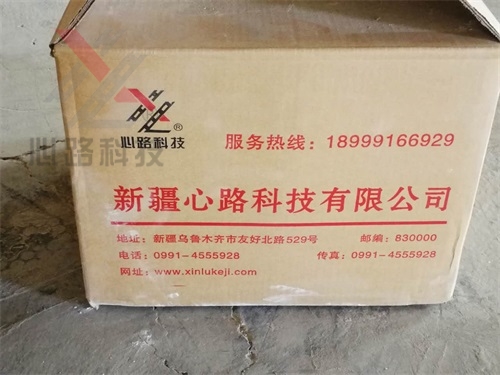 心路科技®
服务热线：18999166929
心路科技
新疆心路科技有限公司
地址：新疆乌鲁木齐市友好北路529号 邮编：830000
电话：0991-4555928 传真：0991-4555928
网址：www.xinlukeji.com